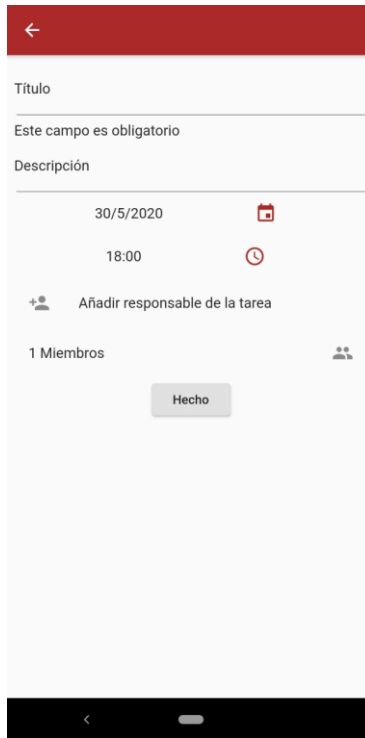 Título
Este campo es obligatorio
Descripción
30/5/2020
18:00
Añadir responsable de la tarea
1 Miembros
Hecho